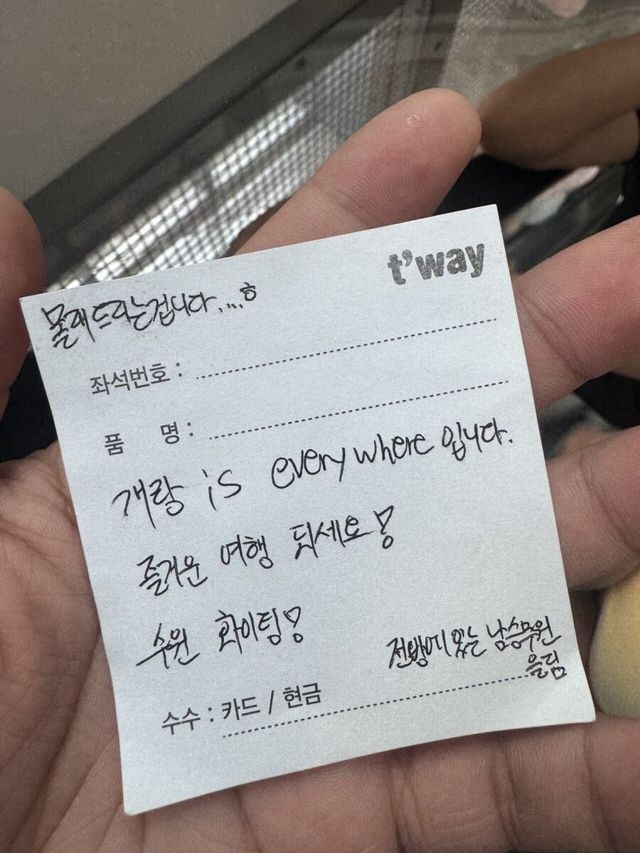 t'way
몰래 드리는겁니다....ㅎ
좌석번호 :
품 명 :
개랑 is everywhere 입니다.
즐거운 여행 되세요!
수원 화이팅!
전방에 있는 남승무원
올림
수수 : 카드 / 현금